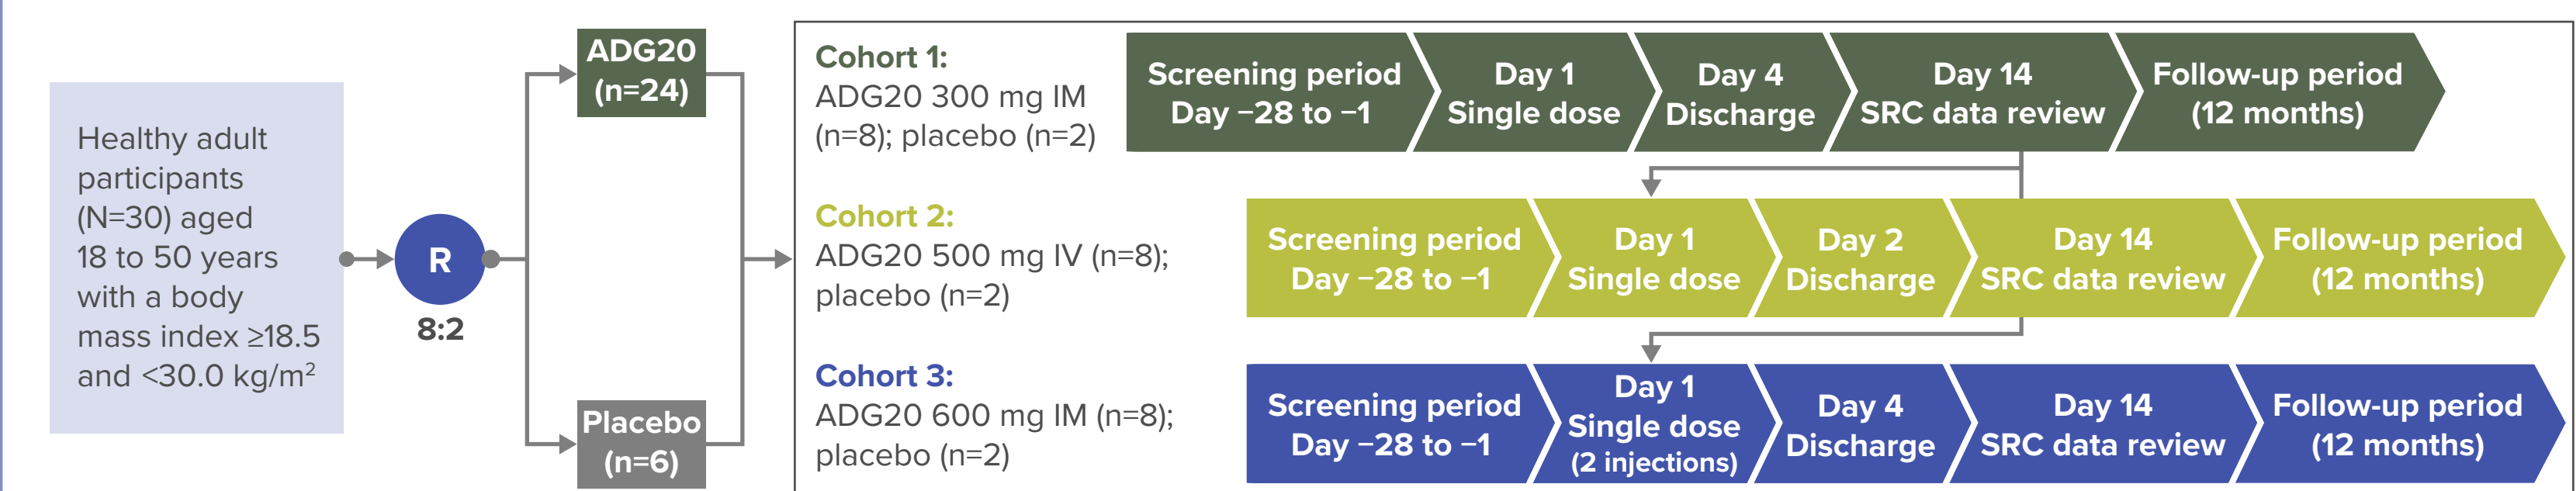 Healthy adult
participants
(N=30) aged
18 to 50 years
with a body
mass index ≥18.5
and <30.0 kg/m²
R
8:2
ADG20
(n=24)
Placebo
(n=6)
Cohort 1:
ADG20 300 mg IM
(n=8); placebo (n=2)
Screening period
Day −28 to −1
Day 1
Single dose
Day 4
Discharge
Day 14
SRC data review
Follow-up period
(12 months)
Cohort 2:
ADG20 500 mg IV (n=8);
placebo (n=2)
Screening period
Day −28 to −1
Day 1
Single dose
Day 2
Discharge
Day 14
SRC data review
Follow-up period
(12 months)
Cohort 3:
ADG20 600 mg IM (n=8);
placebo (n=2)
Screening period
Day −28 to −1
Day 1
Single dose
(2 injections)
Day 4
Discharge
Day 14
SRC data review
Follow-up period
(12 months)